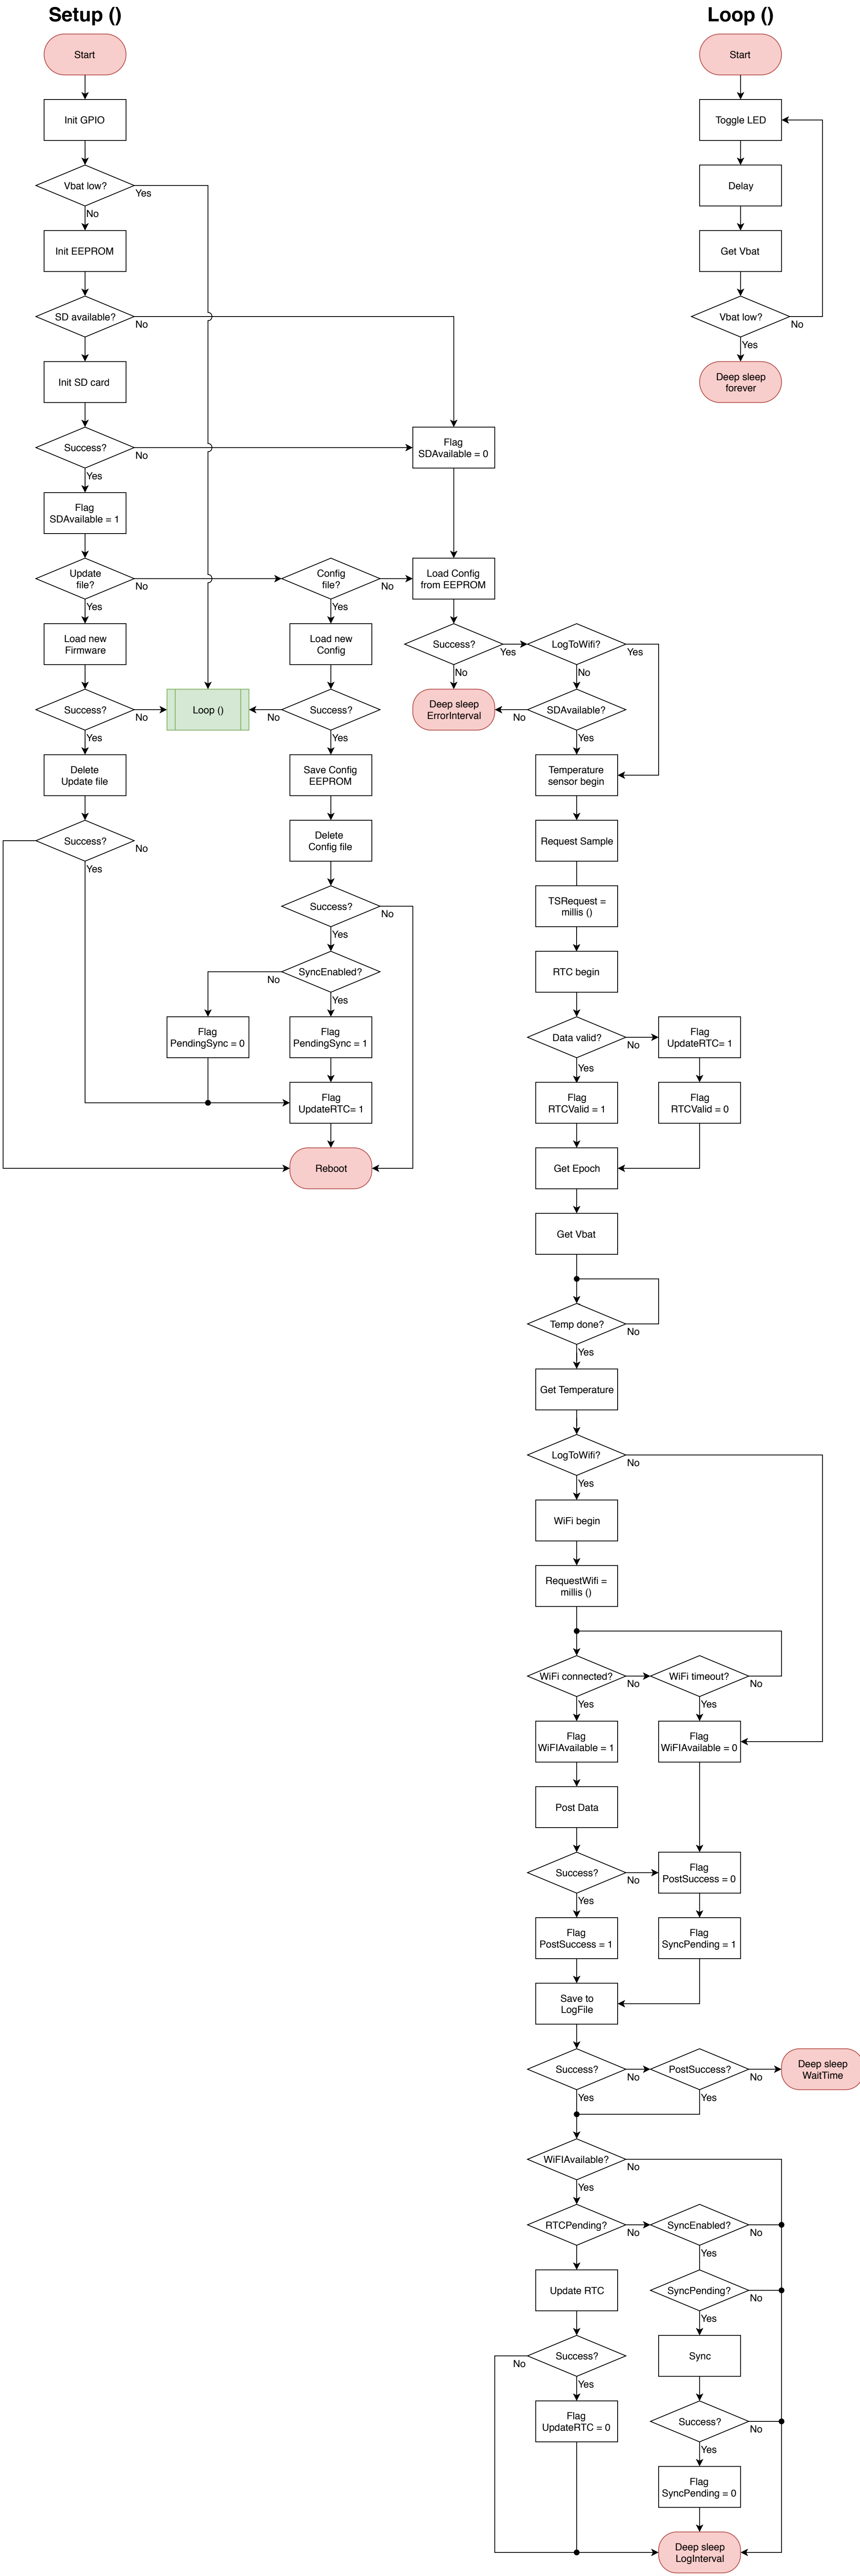 Setup ()
Loop ()
Start
Start
Init GPIO
Toggle LED
Vbat low?
Yes
No
Delay
Init EEPROM
Get Vbat
SD available?
No
Vbat low?
No
Yes
Init SD card
Deep sleep
forever
Success?
No
Yes
Flag
SDAvailable = 0
Flag
SDAvailable = 1
Update
file?
No
Yes
Config
file?
No
Yes
Load Config
from EEPROM
Load new
Firmware
Load new
Config
Success?
Yes
No
LogToWifi?
Yes
No
Success?
No
Yes
Loop ()
Success?
No
Yes
Deep sleep
ErrorInterval
SDAvailable?
No
Yes
Delete
Update file
Save Config
EEPROM
Temperature
sensor begin
Success?
No
Yes
Delete
Config file
Request Sample
Success?
No
Yes
TSRequest =
millis ()
SyncEnabled?
No
Yes
RTC begin
Flag
PendingSync = 0
Flag
PendingSync = 1
Data valid?
No
Yes
Flag
UpdateRTC= 1
Flag
UpdateRTC= 1
Flag
RTCValid = 1
Flag
RTCValid = 0
Reboot
Get Epoch
Get Vbat
Temp done?
No
Yes
Get Temperature
LogToWifi?
No
Yes
WiFi begin
RequestWifi =
millis ()
WiFi connected?
No
Yes
WiFi timeout?
No
Yes
Flag
WiFIAvailable = 1
Flag
WiFIAvailable = 0
Post Data
Success?
No
Yes
Flag
PostSuccess = 0
Flag
PostSuccess = 1
Flag
SyncPending = 1
Save to
LogFile
Success?
No
Yes
PostSuccess?
No
Yes
Deep sleep
WaitTime
WiFIAvailable?
No
Yes
RTCPending?
No
SyncEnabled?
No
Yes
Update RTC
SyncPending?
No
Yes
Success?
No
Yes
Sync
Flag
UpdateRTC = 0
Success?
No
Yes
Flag
SyncPending = 0
Deep sleep
LogInterval